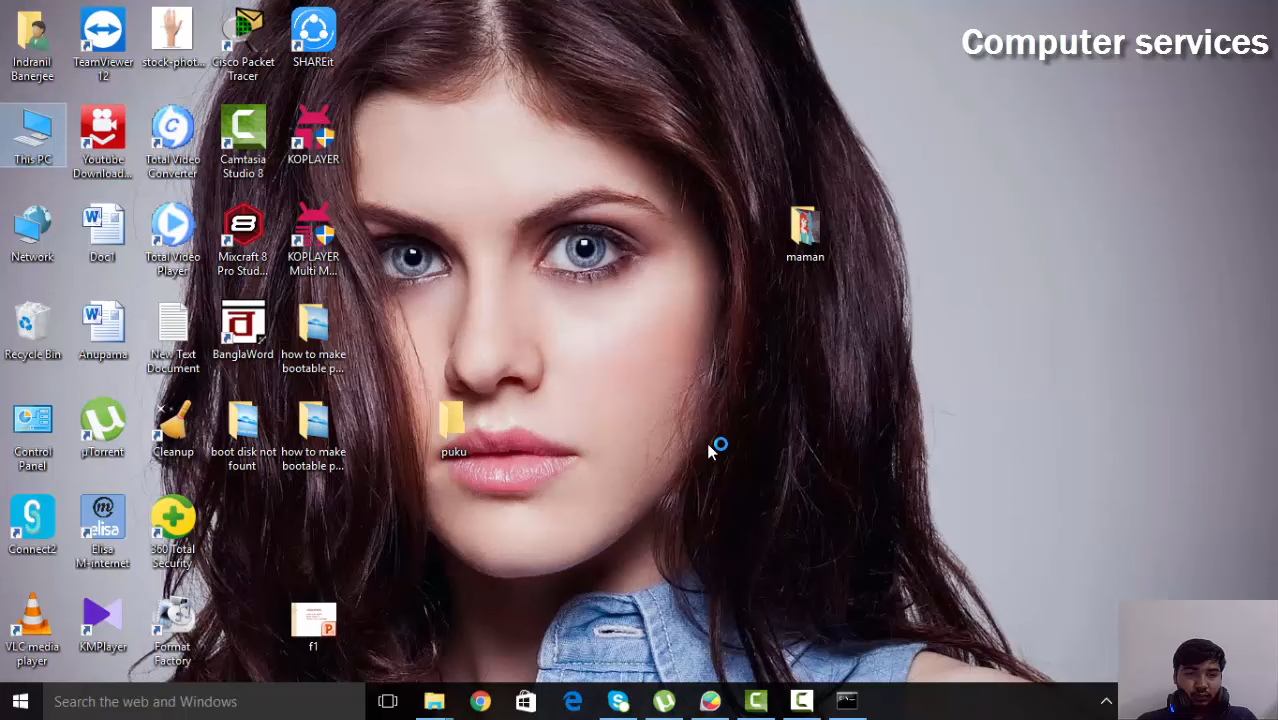 Computer services
Indranil
Banerjee
TeamViewer
12
stock-phot...
Cisco Packet
Tracer
SHAREit
This PC
Youtube
Download...
Total Video
Converter
Camtasia
Studio 8
KOPLAYER
Network
Doc1
Total Video
Player
Mixcraft 8
Pro Stud...
KOPLAYER
Multi M...
maman
Recycle Bin
Anupama
New Text
Document
BanglaWord
how to make
bootable p...
Control
Panel
µTorrent
Cleanup
boot disk not
fount
how to make
bootable p...
puku
Connect2
elisa
Elisa
M-internet
360 Total
Security
VLC media
player
KMPlayer
Format
Factory
f1
Search the web and Windows